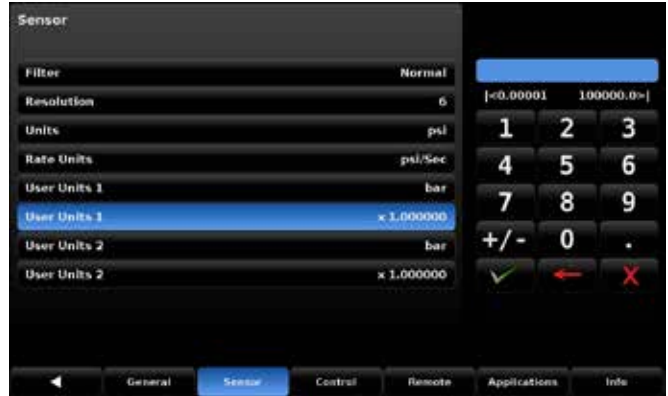 Sensor
Filter Normal
Resolution 6
Units psi
Rate Units psi/Sec
User Units 1 bar
User Units 1 x 1.000000
User Units 2 bar
User Units 2 x 1.000000
|<0.00001 100000.0>|
1 2 3
4 5 6
7 8 9
+/- 0 .
General Sensor Control Remote Applications Info